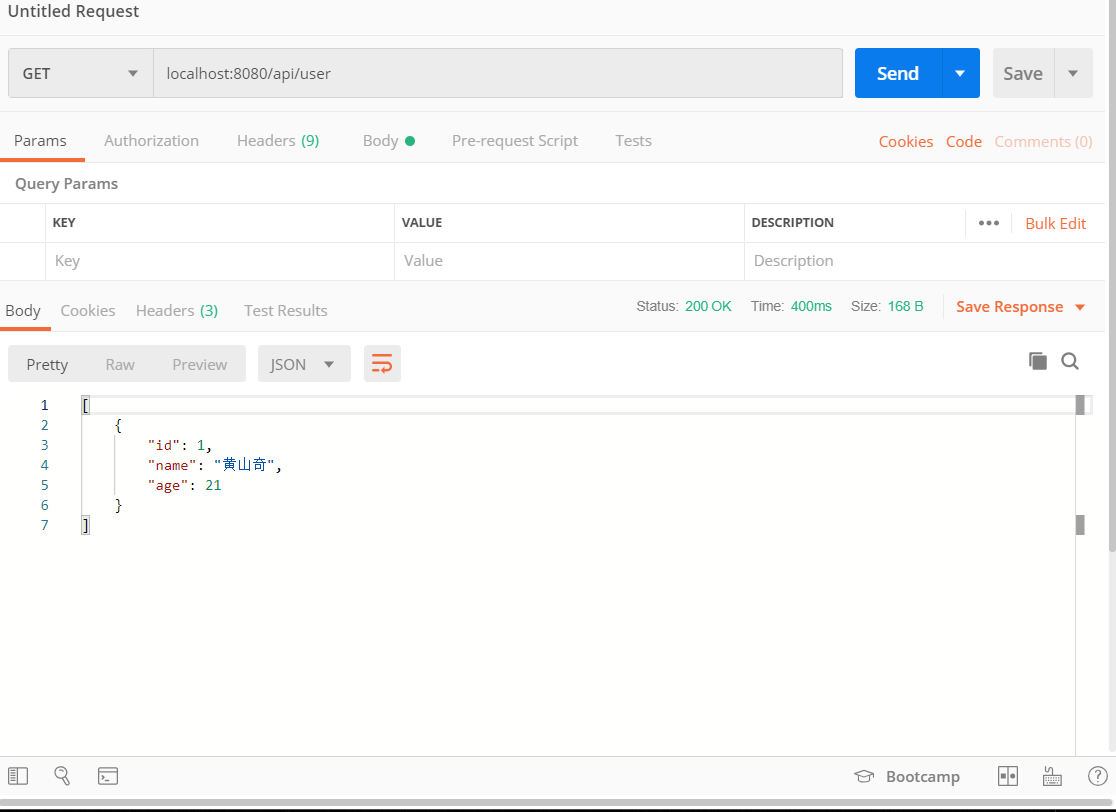 Untitled Request
GET localhost:8080/api/user Send Save
Params Authorization Headers (9) Body Pre-request Script Tests Cookies Code Comments (0)
Query Params
KEY VALUE DESCRIPTION ••• Bulk Edit
Key Value Description
Body Cookies Headers (3) Test Results Status: 200 OK Time: 400ms Size: 168 B Save Response
Pretty Raw Preview JSON
1 [
2 {
3 "id": 1,
4 "name": "黄山奇",
5 "age": 21
6 }
7 ]
Bootcamp ?